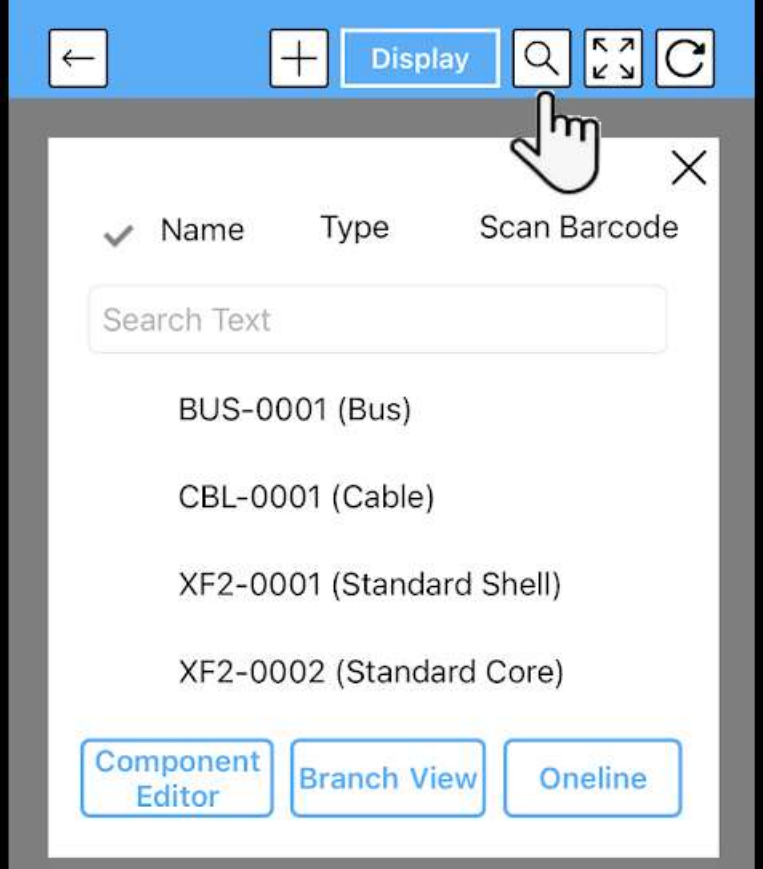 Display
Name Type Scan Barcode
Search Text
BUS-0001 (Bus)
CBL-0001 (Cable)
XF2-0001 (Standard Shell)
XF2-0002 (Standard Core)
Component
Editor
Branch View
Oneline